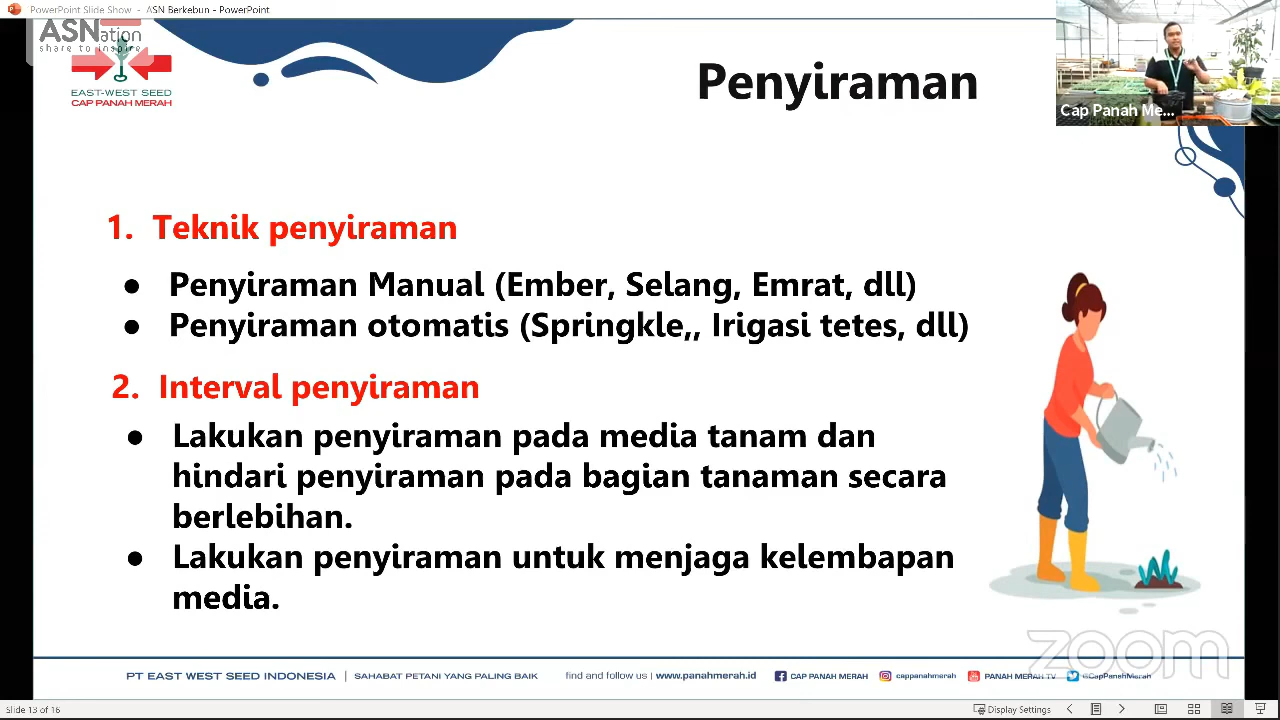 PowerPoint Slide Show - ASN Berkebun - PowerPoint
ASNation
share to inspire
EAST-WEST SEED
CAP PANAH MERAH
Penyiraman
Cap Panah Me...
1. Teknik penyiraman
● Penyiraman Manual (Ember, Selang, Emrat, dll)
● Penyiraman otomatis (Springkle,, Irigasi tetes, dll)
2. Interval penyiraman
● Lakukan penyiraman pada media tanam dan
hindari penyiraman pada bagian tanaman secara
berlebihan.
● Lakukan penyiraman untuk menjaga kelembapan
media.
zoom
PT EAST WEST SEED INDONESIA | SAHABAT PETANI YANG PALING BAIK find and follow us | www.panahmerah.id CAP PANAH MERAH cappanahmerah PANAH MERAH TV @CapPanahMerah
Slide 13 of 16 Display Settings